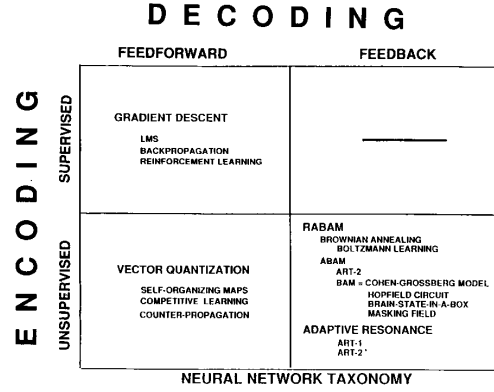 DECODING
FEEDFORWARD FEEDBACK
ENCODING
SUPERVISED
GRADIENT DESCENT
LMS
BACKPROPAGATION
REINFORCEMENT LEARNING
UNSUPERVISED
VECTOR QUANTIZATION
SELF-ORGANIZING MAPS
COMPETITIVE LEARNING
COUNTER-PROPAGATION
RABAM
BROWNIAN ANNEALING
BOLTZMANN LEARNING
ABAM
ART-2
BAM = COHEN-GROSSBERG MODEL
HOPFIELD CIRCUIT
BRAIN-STATE-IN-A-BOX
MASKING FIELD
ADAPTIVE RESONANCE
ART-1
ART-2'
NEURAL NETWORK TAXONOMY